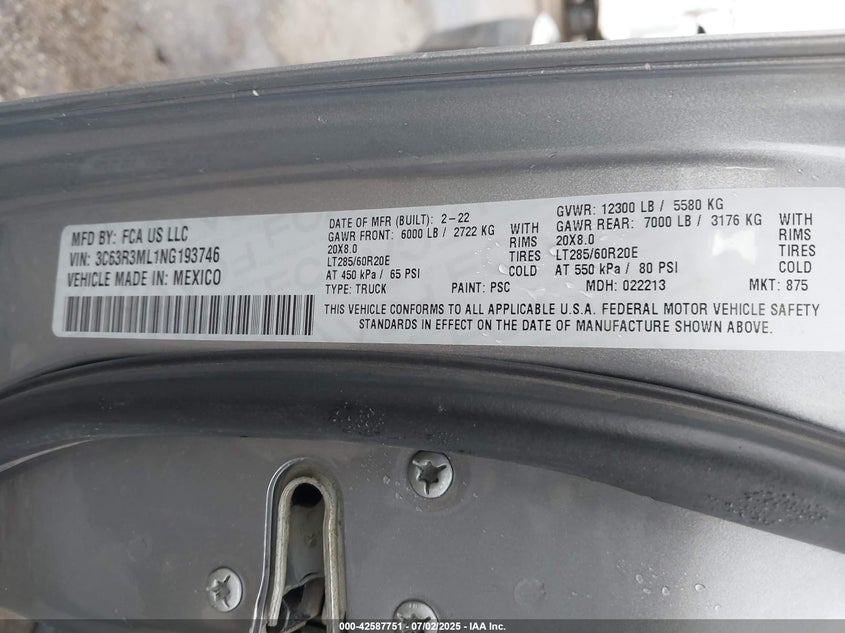 MFD BY: FCA US LLC
VIN: 3C63R3ML1NG193746
VEHICLE MADE IN: MEXICO
DATE OF MFR (BUILT): 2-22
GAWR FRONT: 6000 LB / 2722 KG WITH
20X8.0 RIMS
LT285/60R20E TIRES
AT 450 kPa / 65 PSI COLD
GVWR: 12300 LB / 5580 KG
GAWR REAR: 7000 LB / 3176 KG WITH
20X8.0 RIMS
LT285/60R20E TIRES
AT 550 kPa / 80 PSI COLD
TYPE: TRUCK PAINT: PSC MDH: 022213 MKT: 875
THIS VEHICLE CONFORMS TO ALL APPLICABLE U.S.A. FEDERAL MOTOR VEHICLE SAFETY
STANDARDS IN EFFECT ON THE DATE OF MANUFACTURE SHOWN ABOVE.
000-42587751 - 07/02/2025 - IAA Inc.